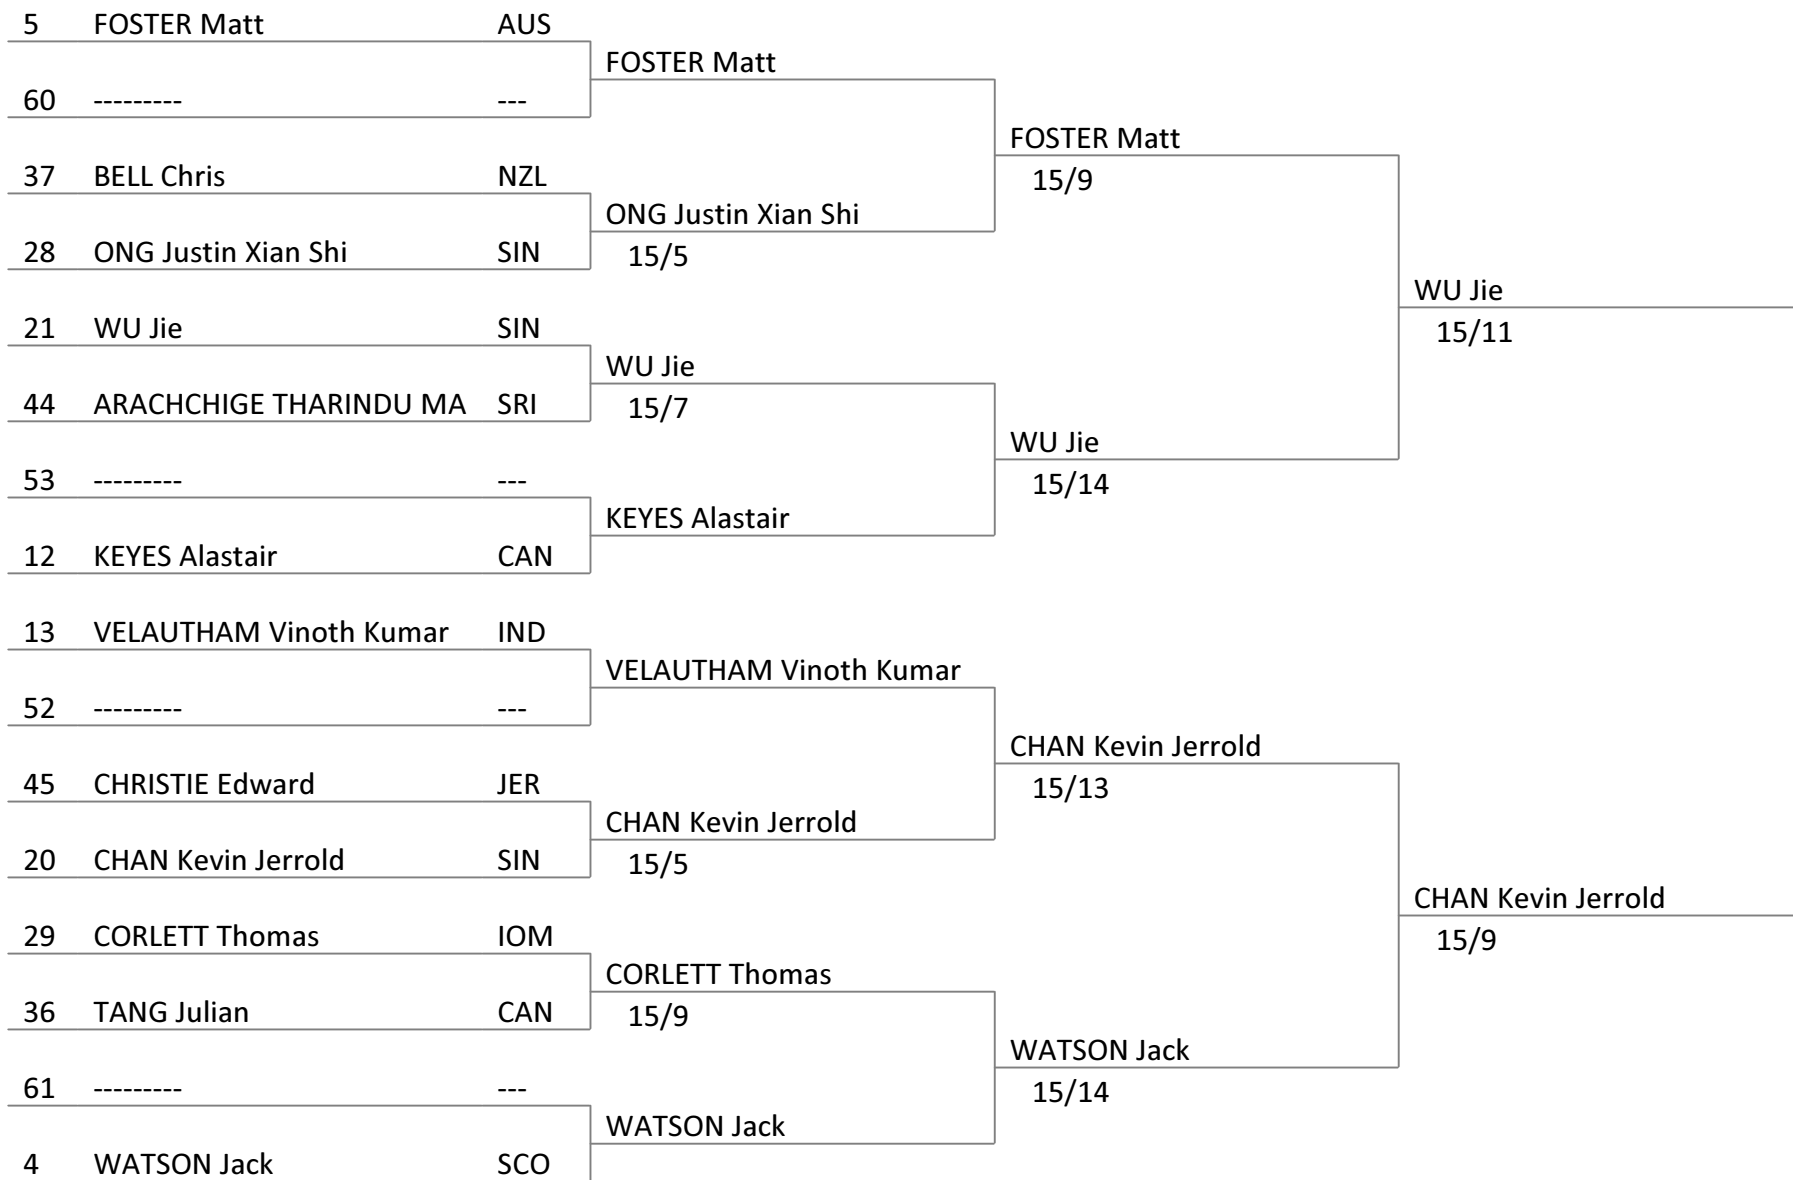 5 FOSTER Matt AUS
FOSTER Matt
60 --------- ---
FOSTER Matt
15/9
37 BELL Chris NZL
ONG Justin Xian Shi
15/5
28 ONG Justin Xian Shi SIN
WU Jie
15/11
21 WU Jie SIN
WU Jie
15/7
44 ARACHCHIGE THARINDU MA SRI
WU Jie
15/14
53 --------- ---
KEYES Alastair
12 KEYES Alastair CAN
13 VELAUTHAM Vinoth Kumar IND
VELAUTHAM Vinoth Kumar
52 --------- ---
CHAN Kevin Jerrold
15/13
45 CHRISTIE Edward JER
CHAN Kevin Jerrold
15/5
20 CHAN Kevin Jerrold SIN
CHAN Kevin Jerrold
15/9
29 CORLETT Thomas IOM
CORLETT Thomas
15/9
36 TANG Julian CAN
WATSON Jack
15/14
61 --------- ---
WATSON Jack
4 WATSON Jack SCO